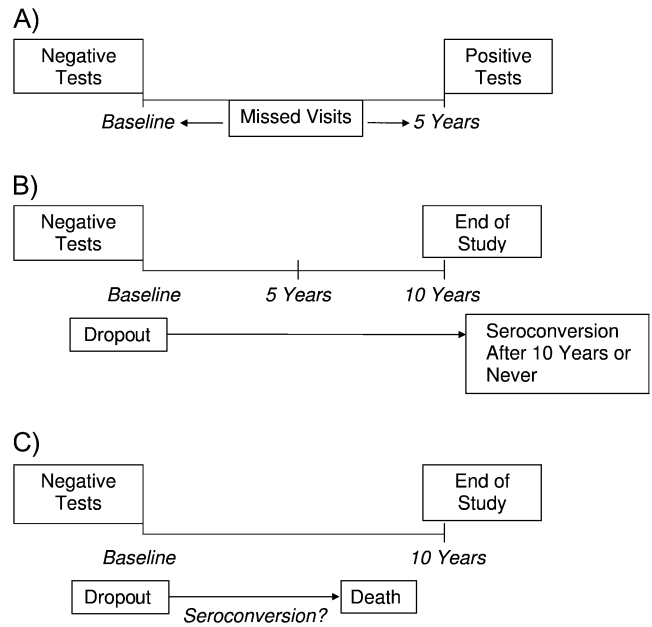 A)
Negative
Tests
Positive
Tests
Missed Visits
Baseline
5 Years
B)
Negative
Tests
End of
Study
Baseline
5 Years
10 Years
Dropout
Seroconversion
After 10 Years or
Never
C)
Negative
Tests
End of
Study
Baseline
10 Years
Dropout
Seroconversion?
Death